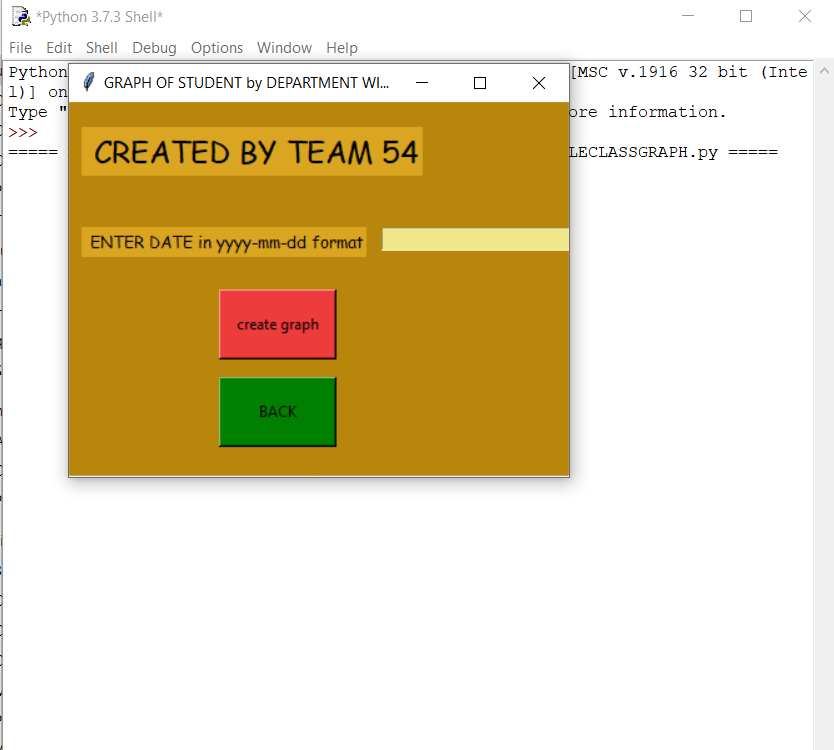 *Python 3.7.3 Shell*
File Edit Shell Debug Options Window Help
Python [MSC v.1916 32 bit (Inte
l)] on
Type " ore information.
>>>
===== LECLASSGRAPH.py =====
GRAPH OF STUDENT by DEPARTMENT WI...
CREATED BY TEAM 54
ENTER DATE in yyyy-mm-dd format
create graph
BACK